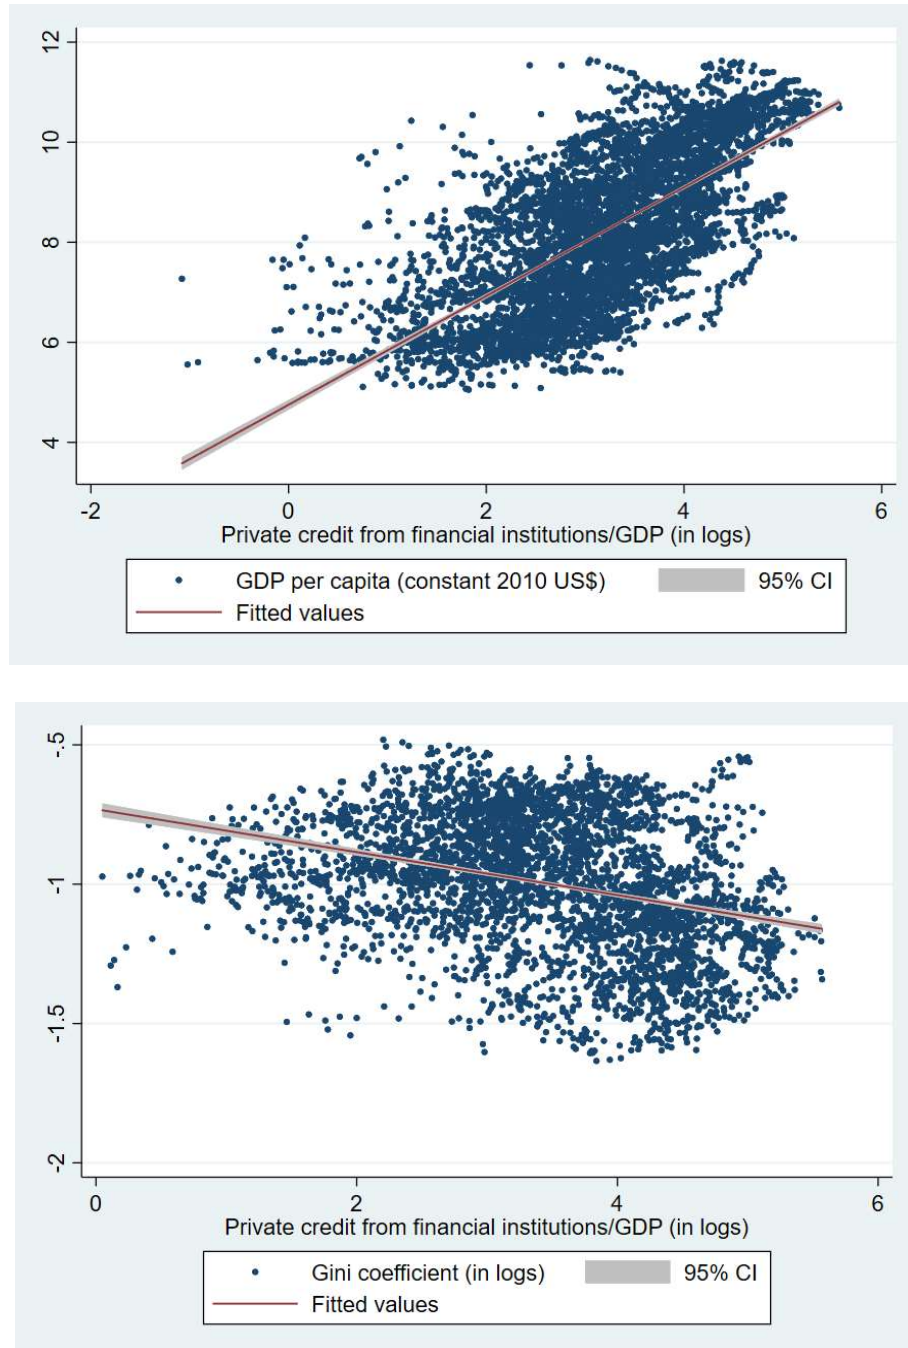 12
10
8
6
4
-2 0 2 4 6
Private credit from financial institutions/GDP (in logs)
GDP per capita (constant 2010 US$) 95% CI
Fitted values
-.5
-1
-1.5
-2
0 2 4 6
Private credit from financial institutions/GDP (in logs)
Gini coefficient (in logs) 95% CI
Fitted values